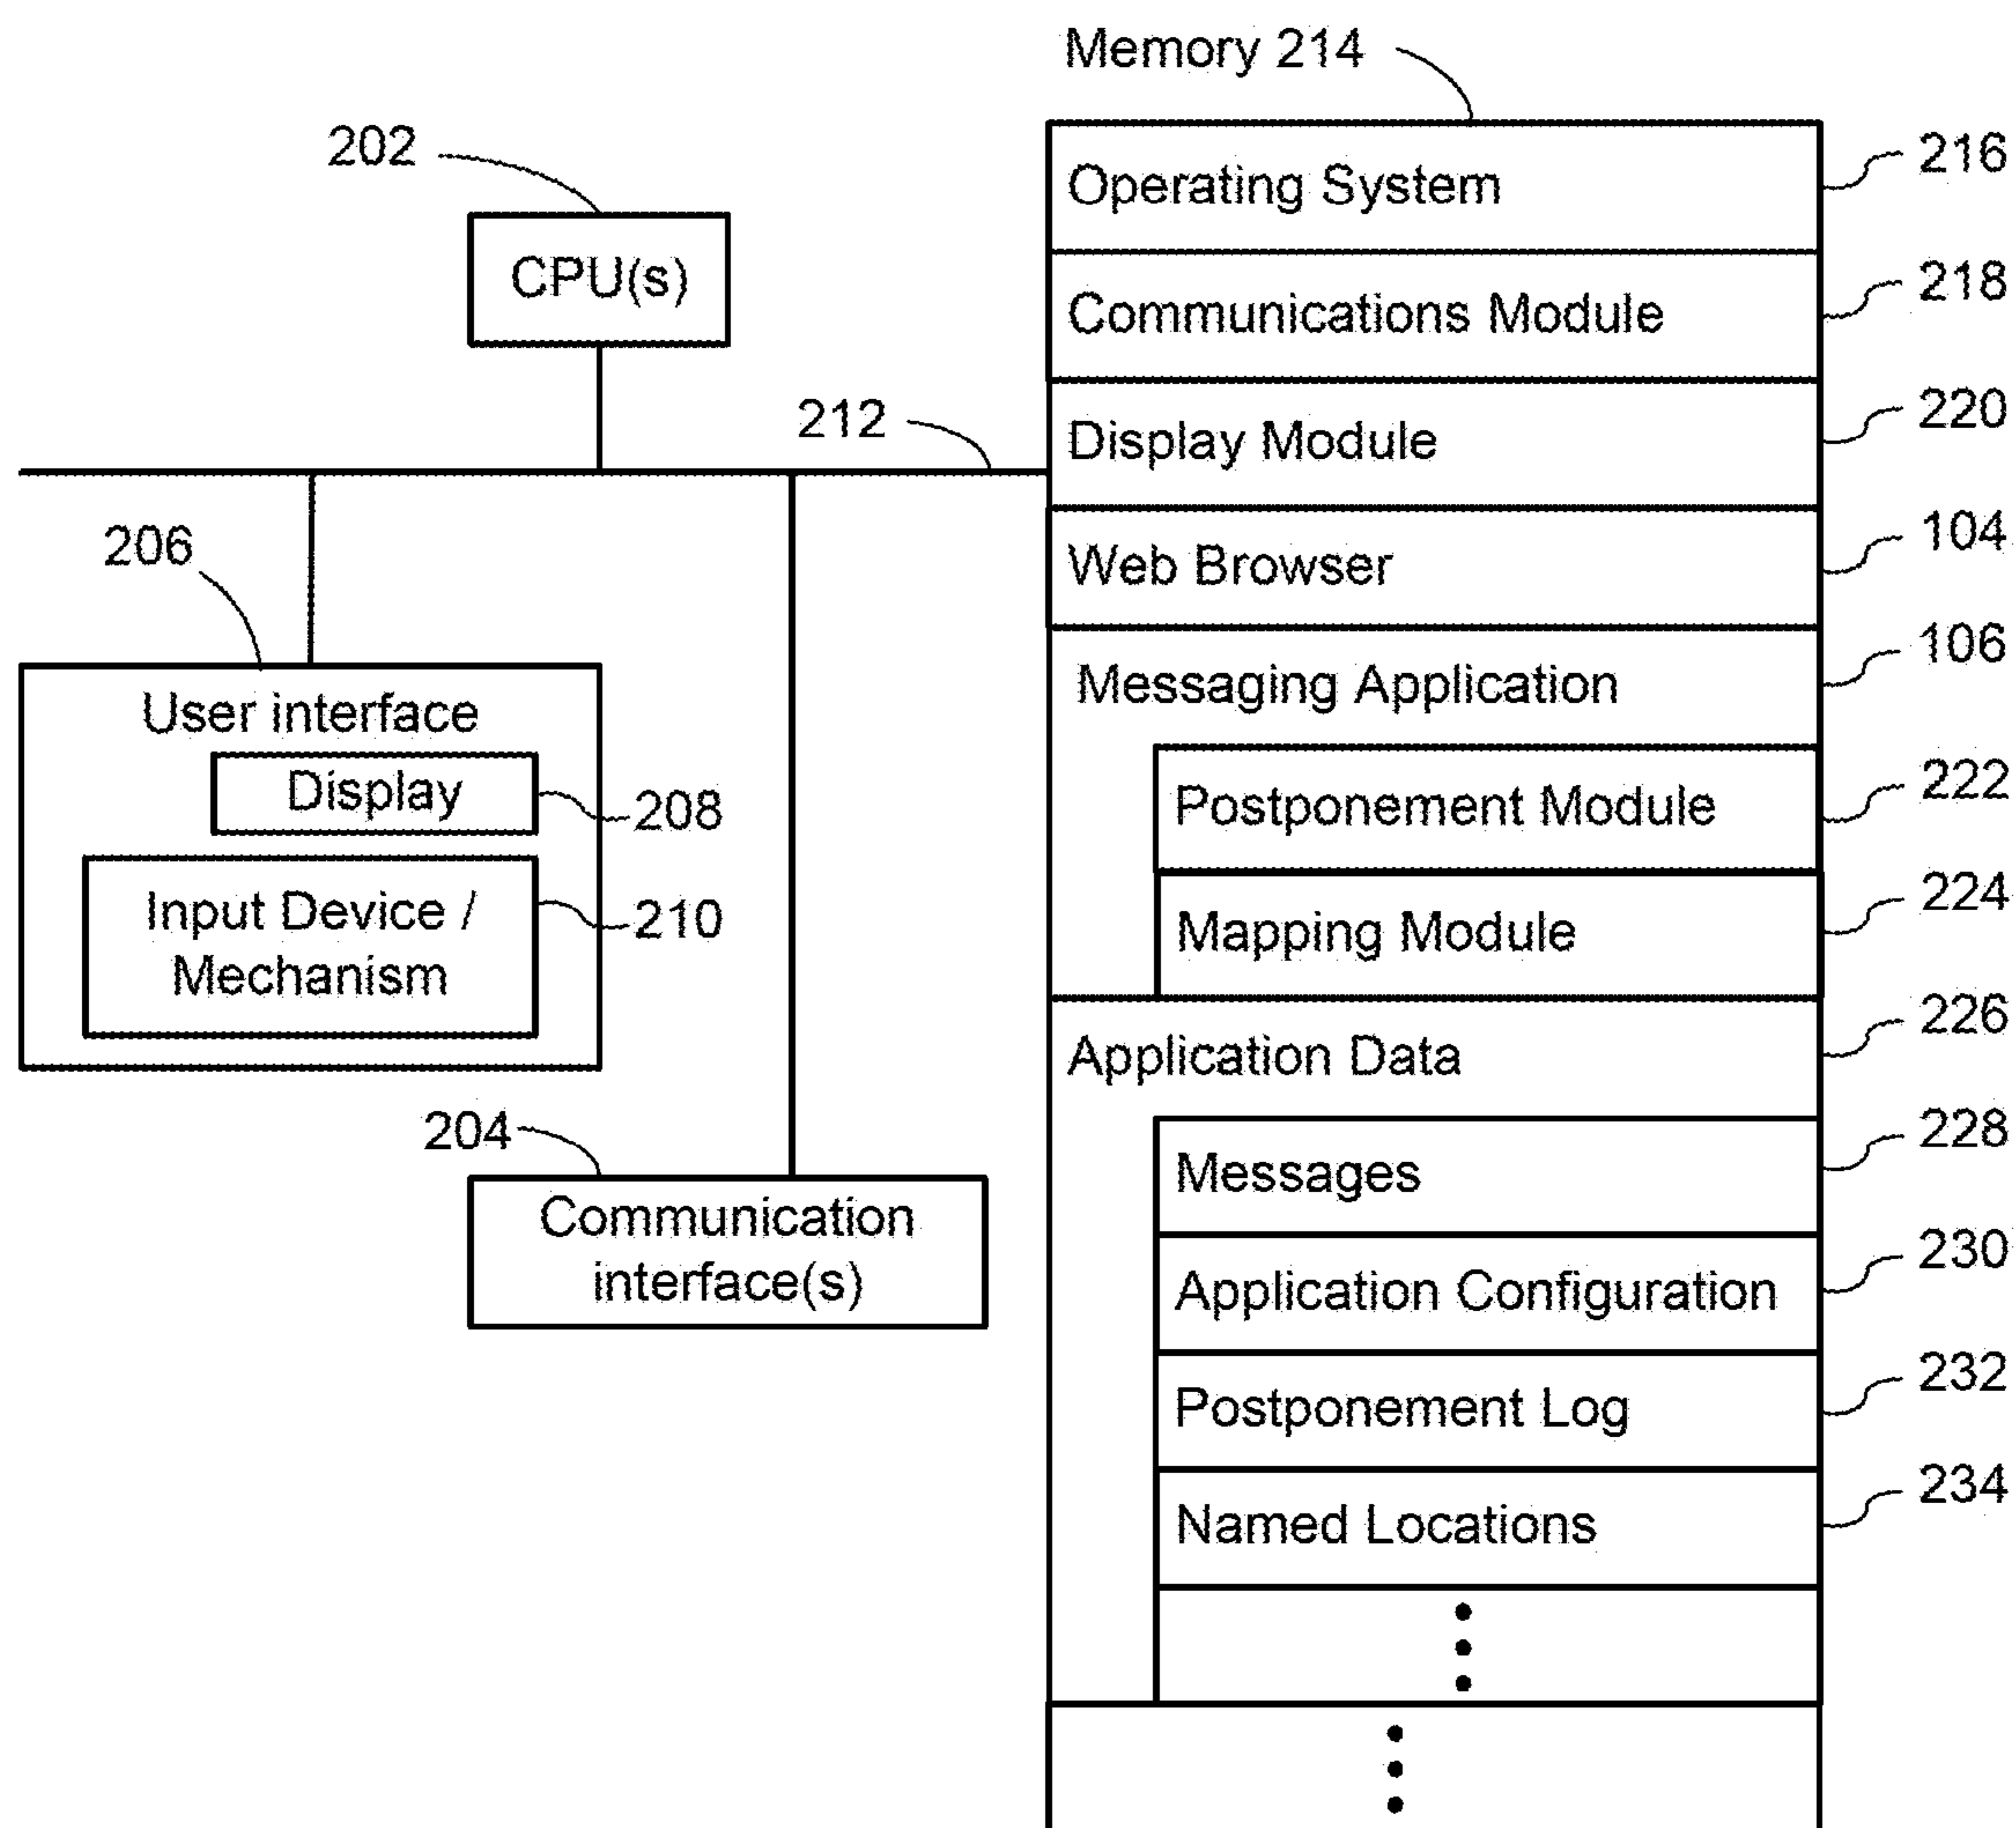 Memory 214
202
CPU(s)
212
206
User interface
Display
208
Input Device /
Mechanism
210
204
Communication
interface(s)
Operating System
216
Communications Module
218
Display Module
220
Web Browser
104
Messaging Application
106
Postponement Module
222
Mapping Module
224
Application Data
226
Messages
228
Application Configuration
230
Postponement Log
232
Named Locations
234